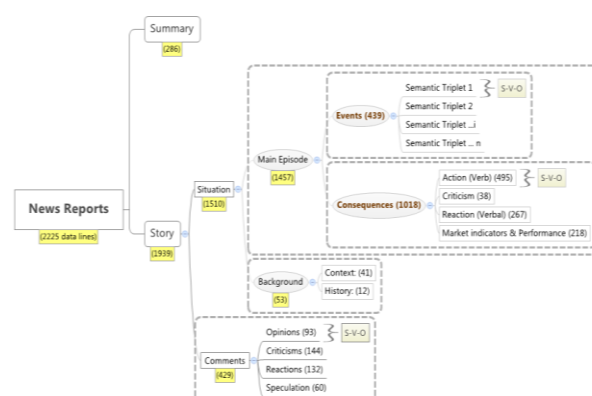 Summary
(286)
News Reports
(2225 data lines)
Story
(1939)
Situation
(1510)
Main Episode
(1457)
Events (439)
Semantic Triplet 1
S-V-O
Semantic Triplet 2
Semantic Triplet ...i
Semantic Triplet ... n
Consequences (1018)
Action (Verb) (495)
S-V-O
Criticism (38)
Reaction (Verbal) (267)
Market indicators & Performance (218)
Background
(53)
Context: (41)
History: (12)
Comments
(429)
Opinions (93)
S-V-O
Criticisms (144)
Reactions (132)
Speculation (60)